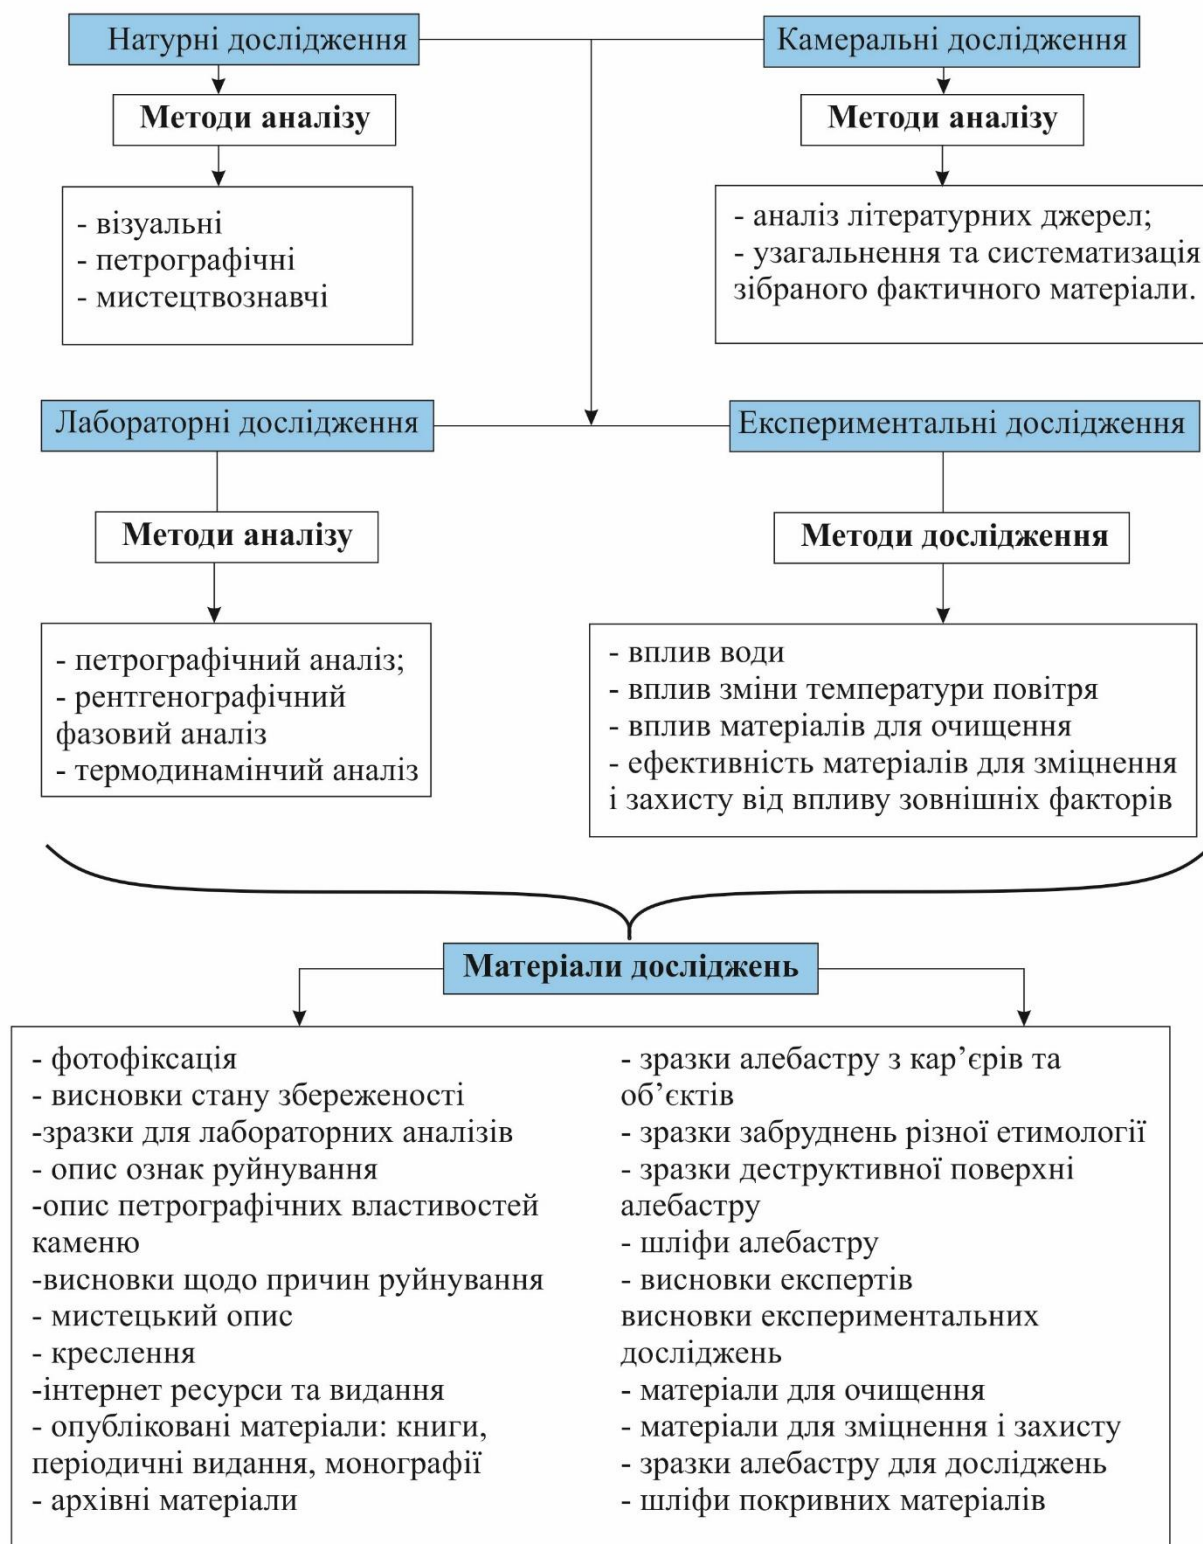 Натурні дослідження
Камеральні дослідження
Методи аналізу
Методи аналізу
- візуальні
- петрографічні
- мистецтвознавчі
- аналіз літературних джерел;
- узагальнення та систематизація
зібраного фактичного матеріали.
Лабораторні дослідження
Експериментальні дослідження
Методи аналізу
Методи дослідження
- петрографічний аналіз;
- рентгенографічний
фазовий аналіз
- термодинамінчий аналіз
- вплив води
- вплив зміни температури повітря
- вплив матеріалів для очищення
- ефективність матеріалів для зміцнення
і захисту від впливу зовнішніх факторів
Матеріали досліджень
- фотофіксація
- висновки стану збереженості
-зразки для лабораторних аналізів
- опис ознак руйнування
-опис петрографічних властивостей
каменю
-висновки щодо причин руйнування
- мистецький опис
- креслення
-інтернет ресурси та видання
- опубліковані матеріали: книги,
періодичні видання, монографії
- архівні матеріали
- зразки алебастру з кар’єрів та
об’єктів
- зразки забруднень різної етимології
- зразки деструктивної поверхні
алебастру
- шліфи алебастру
- висновки експертів
висновки експериментальних
досліджень
- матеріали для очищення
- матеріали для зміцнення і захисту
- зразки алебастру для досліджень
- шліфи покривних матеріалів